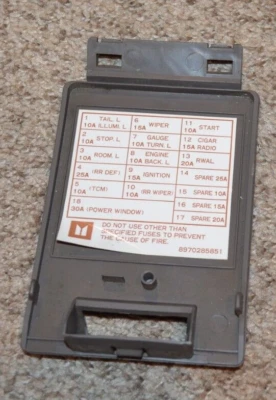 1 TAIL. L 6 WIPER 11 START
10A ILLUMI. L 15A 10A
2 STOP. L 7 GAUGE 12 CIGAR
10A 10A TURN. L 15A RADIO
3 ROOM. L 8 ENGINE 13 RWAL
10A 10A BACK. L 20A
4 (RR DEF) 9 IGNITION 14 SPARE 25A
25A 15A
5 (TCM) 10 (RR WIPER) 15 SPARE 10A
10A 10A
18 16 SPARE 15A
30A (POWER WINDOW) 17 SPARE 20A
DO NOT USE OTHER THAN
SPECIFIED FUSES TO PREVENT
THE CAUSE OF FIRE.
8970285851